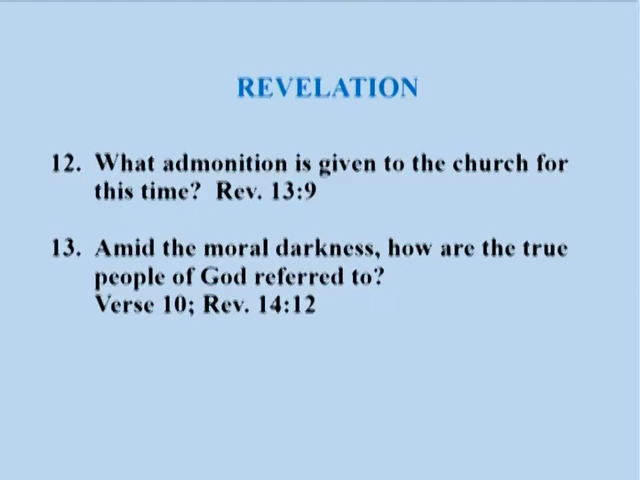 REVELATION
12. What admonition is given to the church for
this time? Rev. 13:9
13. Amid the moral darkness, how are the true
people of God referred to?
Verse 10; Rev. 14:12